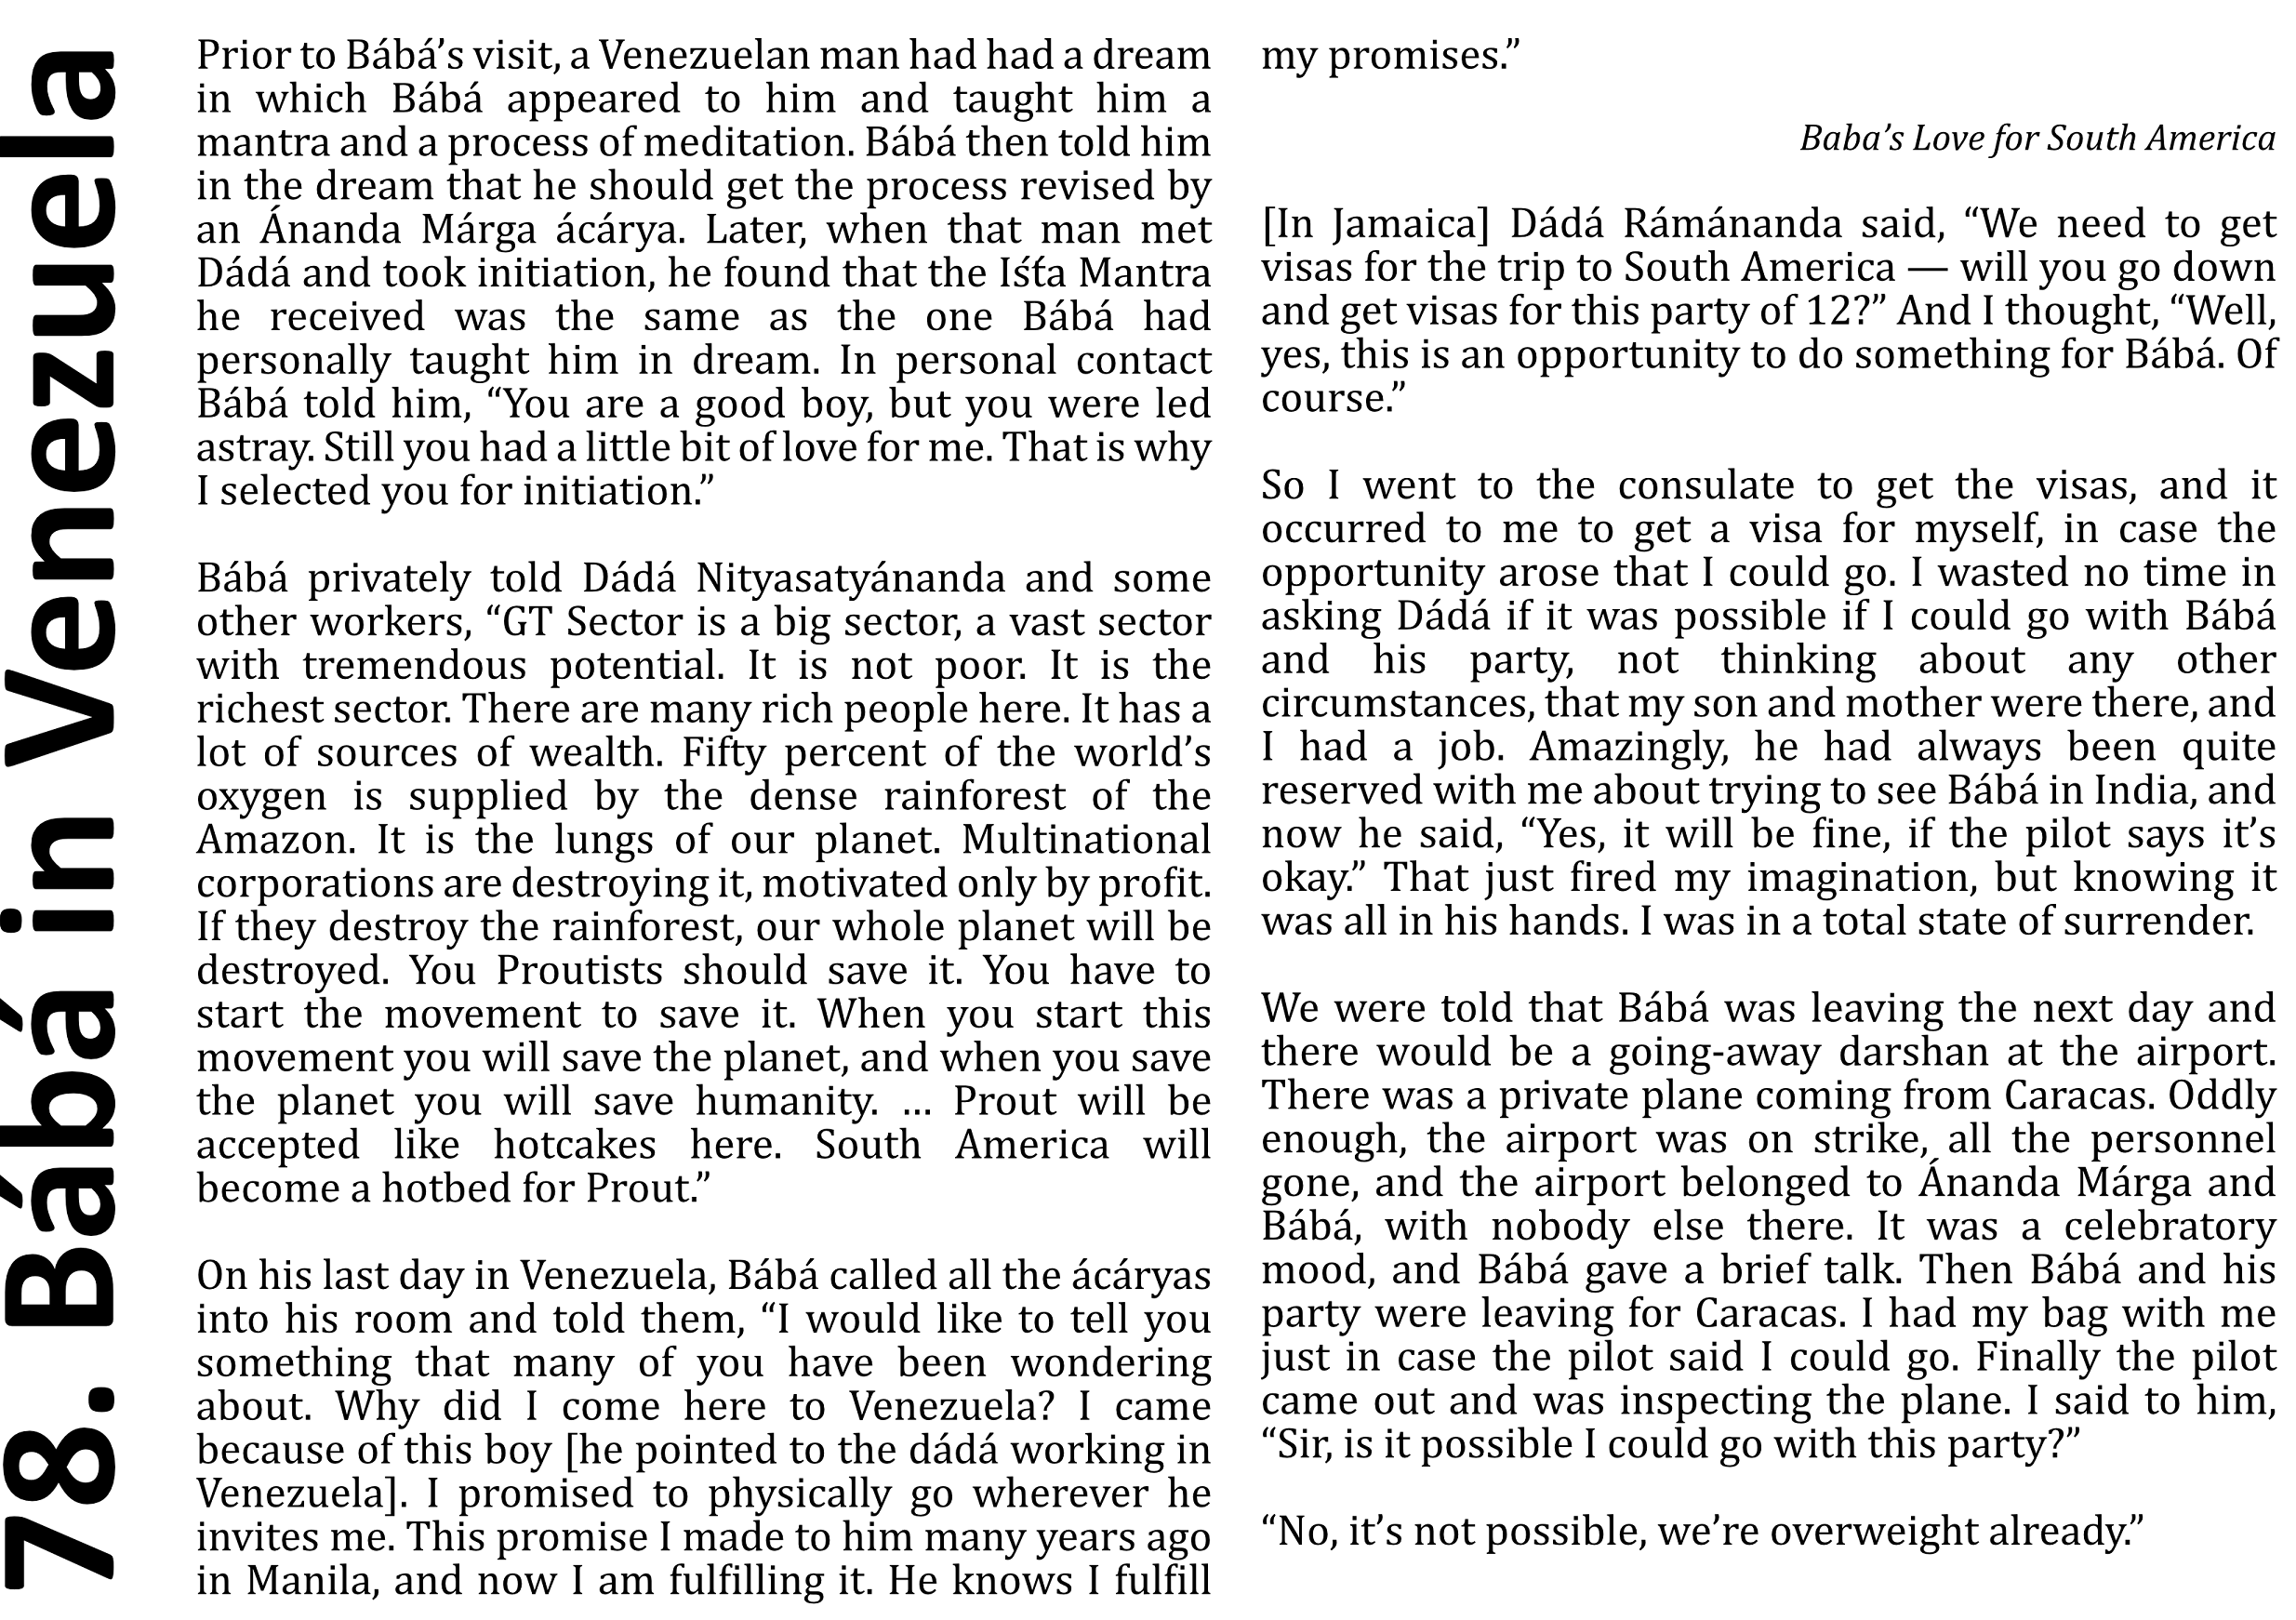 78. Bábá in Venezuela
Prior to Bábá’s visit, a Venezuelan man had had a dream
in which Bábá appeared to him and taught him a
mantra and a process of meditation. Bábá then told him
in the dream that he should get the process revised by
an Ánanda Márga ácárya. Later, when that man met
Dádá and took initiation, he found that the Iśt́a Mantra
he received was the same as the one Bábá had
personally taught him in dream. In personal contact
Bábá told him, “You are a good boy, but you were led
astray. Still you had a little bit of love for me. That is why
I selected you for initiation.”
Bábá privately told Dádá Nityasatyánanda and some
other workers, “GT Sector is a big sector, a vast sector
with tremendous potential. It is not poor. It is the
richest sector. There are many rich people here. It has a
lot of sources of wealth. Fifty percent of the world’s
oxygen is supplied by the dense rainforest of the
Amazon. It is the lungs of our planet. Multinational
corporations are destroying it, motivated only by profit.
If they destroy the rainforest, our whole planet will be
destroyed. You Proutists should save it. You have to
start the movement to save it. When you start this
movement you will save the planet, and when you save
the planet you will save humanity. ... Prout will be
accepted like hotcakes here. South America will
become a hotbed for Prout.”
On his last day in Venezuela, Bábá called all the ácáryas
into his room and told them, “I would like to tell you
something that many of you have been wondering
about. Why did I come here to Venezuela? I came
because of this boy [he pointed to the dádá working in
Venezuela]. I promised to physically go wherever he
invites me. This promise I made to him many years ago
in Manila, and now I am fulfilling it. He knows I fulfill
my promises.”
Baba’s Love for South America
[In Jamaica] Dádá Rámánanda said, “We need to get
visas for the trip to South America — will you go down
and get visas for this party of 12?” And I thought, “Well,
yes, this is an opportunity to do something for Bábá. Of
course.”
So I went to the consulate to get the visas, and it
occurred to me to get a visa for myself, in case the
opportunity arose that I could go. I wasted no time in
asking Dádá if it was possible if I could go with Bábá
and his party, not thinking about any other
circumstances, that my son and mother were there, and
I had a job. Amazingly, he had always been quite
reserved with me about trying to see Bábá in India, and
now he said, “Yes, it will be fine, if the pilot says it’s
okay.” That just fired my imagination, but knowing it
was all in his hands. I was in a total state of surrender.
We were told that Bábá was leaving the next day and
there would be a going-away darshan at the airport.
There was a private plane coming from Caracas. Oddly
enough, the airport was on strike, all the personnel
gone, and the airport belonged to Ánanda Márga and
Bábá, with nobody else there. It was a celebratory
mood, and Bábá gave a brief talk. Then Bábá and his
party were leaving for Caracas. I had my bag with me
just in case the pilot said I could go. Finally the pilot
came out and was inspecting the plane. I said to him,
“Sir, is it possible I could go with this party?”
“No, it’s not possible, we’re overweight already.”